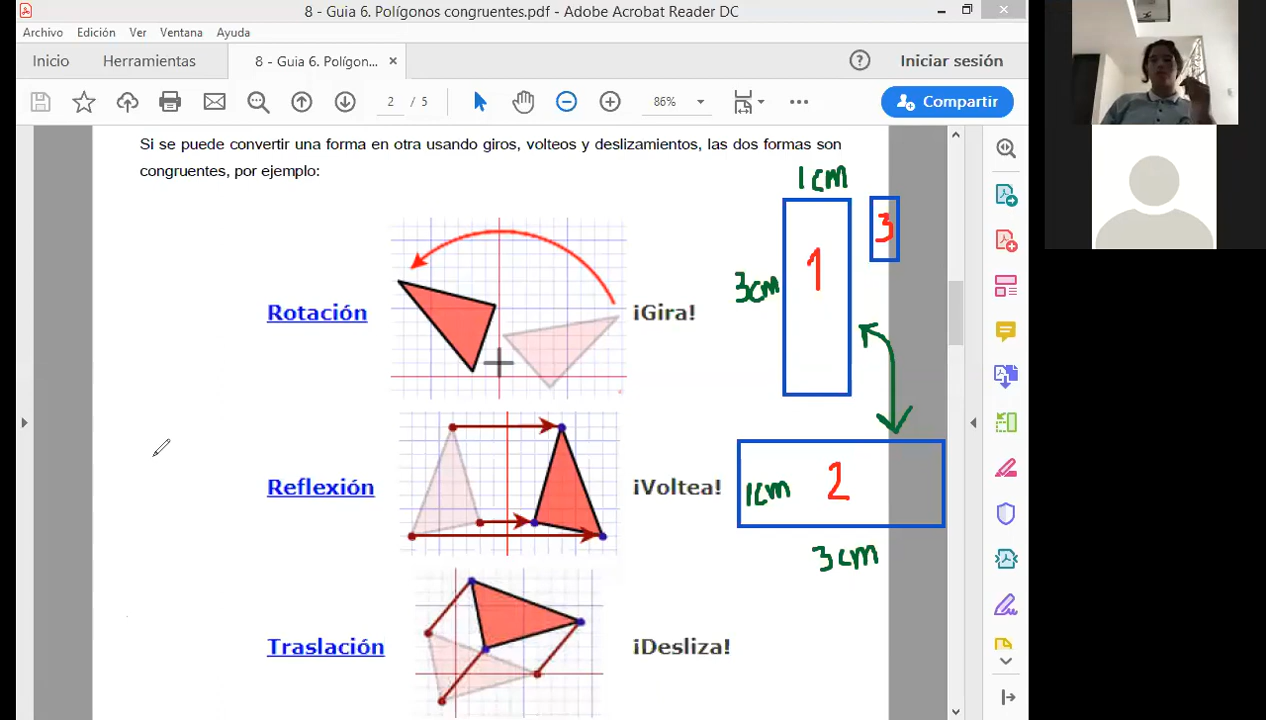 8 - Guia 6. Polígonos congruentes.pdf - Adobe Acrobat Reader DC
Archivo Edición Ver Ventana Ayuda
Inicio Herramientas 8 - Guia 6. Polígon... × Iniciar sesión
2 / 5 86% Compartir
Si se puede convertir una forma en otra usando giros, volteos y deslizamientos, las dos formas son
congruentes, por ejemplo:
1cm
3
1
3cm
Rotación ¡Gira!
Reflexión ¡Voltea!
1cm 2
3cm
Traslación ¡Desliza!